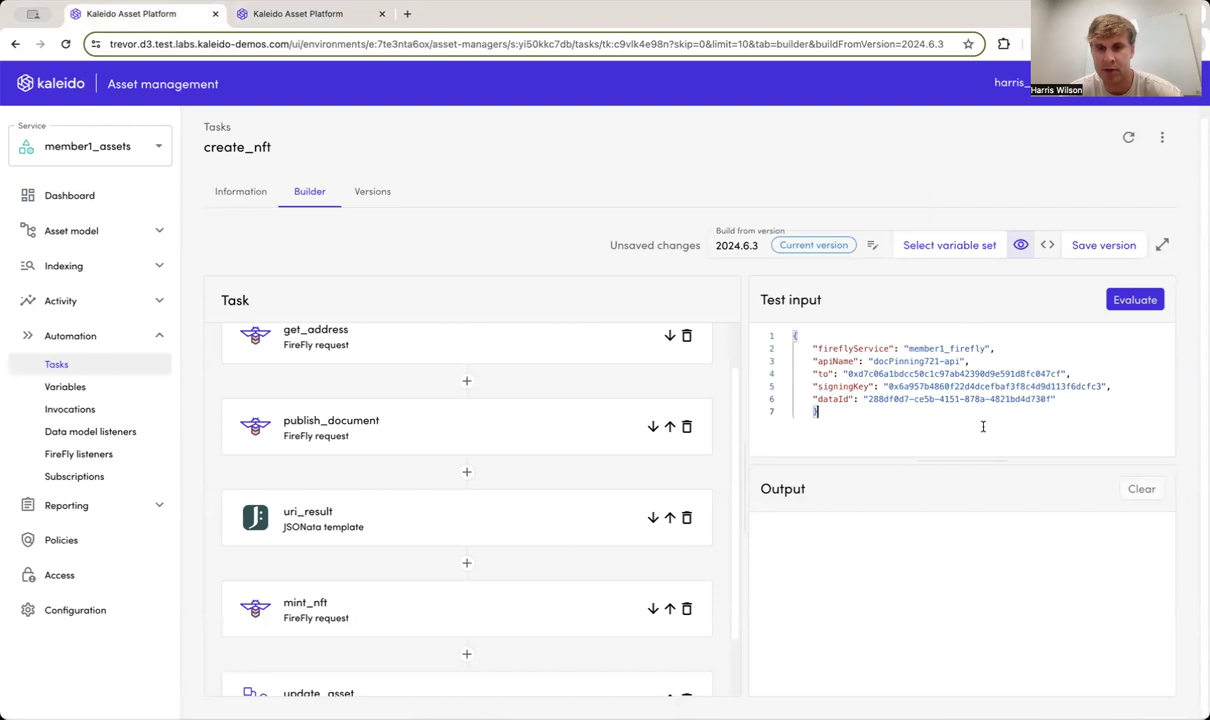 Kaleido Asset Platform
Kaleido Asset Platform
trevor.d3.test.labs.kaleido-demos.com/ui/environments/e:7te3nta6ox/asset-managers/s:yi50kkc7db/tasks/tk:c9vlk4e98n?skip=0&limit=10&tab=builder&buildFromVersion=2024.6.3
kaleido
Asset management
harris_
Harris Wilson
Service
member1_assets
Dashboard
Asset model
Indexing
Activity
Automation
Tasks
Variables
Invocations
Data model listeners
FireFly listeners
Subscriptions
Reporting
Policies
Access
Configuration
Tasks
create_nft
Information
Builder
Versions
Unsaved changes
Build from version
2024.6.3
Current version
Select variable set
Save version
Task
get_address
FireFly request
publish_document
FireFly request
uri_result
JSONata template
mint_nft
FireFly request
update_asset
Test input
Evaluate
1 {
2 "fireflyService": "member1_firefly",
3 "apiName": "docPinning721-api",
4 "to": "0xd7c06a1bdcc50c1c97ab42390d9e591d8fc047cf",
5 "signingKey": "0x6a957b4860f22d4dcefbaf3f8c4d9d113f6dcfc3",
6 "dataId": "288df0d7-ce5b-4151-878a-4821bd4d730f"
7 }
Output
Clear